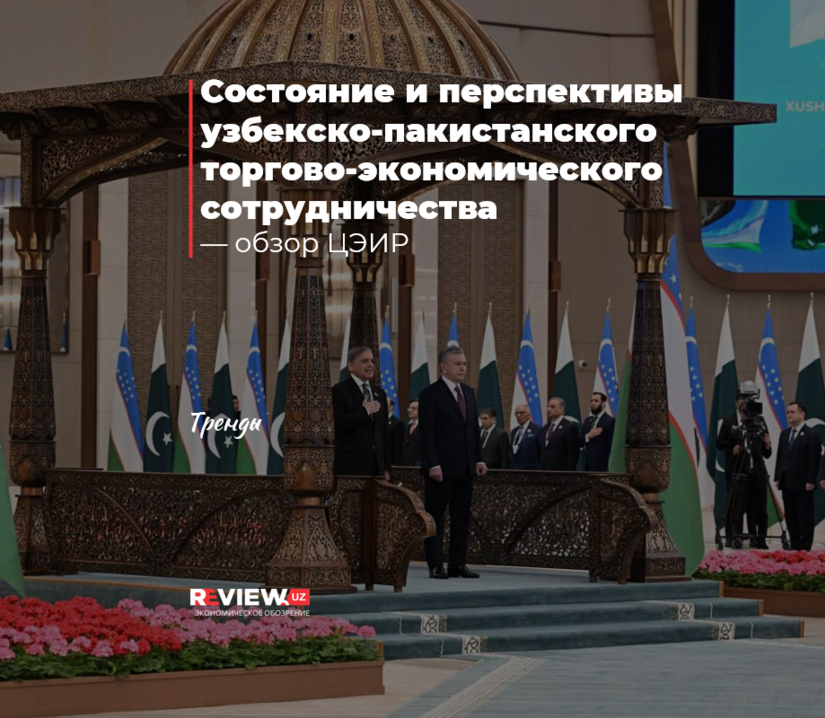 Состояние и перспективы
узбекско-пакистанского
торгово-экономического
сотрудничества
— обзор ЦЭИР
XUSH
Тренды
REVIEW.UZ
ЭКОНОМИЧЕСКОЕ ОБОЗРЕНИЕ